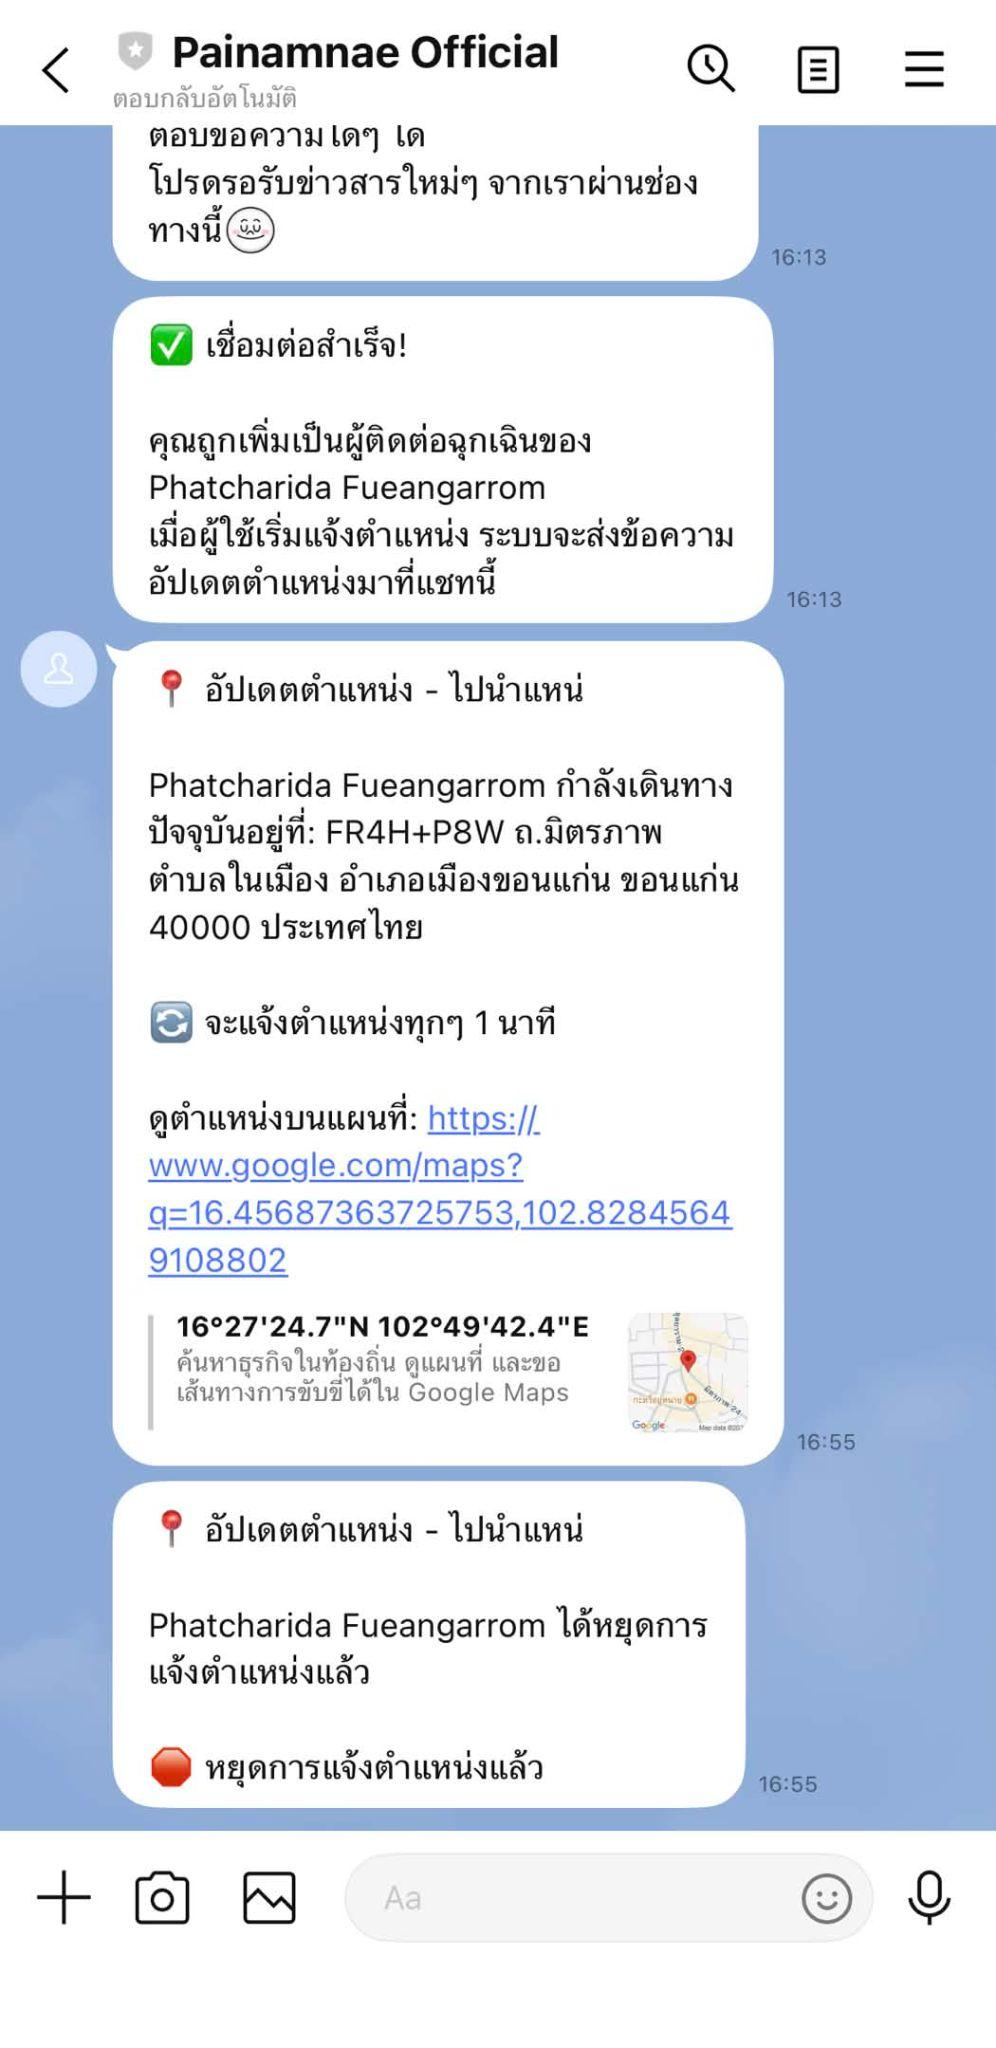 Painamnae Official
ตอบกลับอัตโนมัติ
ตอบข้อความใดๆ ได้
โปรดรอรับข่าวสารใหม่ๆ จากเราผ่านช่อง
ทางนี้
16:13
✅ เชื่อมต่อสำเร็จ!
คุณถูกเพิ่มเป็นผู้ติดต่อฉุกเฉินของ
Phatcharida Fueangarrom
เมื่อผู้ใช้เริ่มแจ้งตำแหน่ง ระบบจะส่งข้อความ
อัปเดตตำแหน่งมาที่แชทนี้
16:13
📍 อัปเดตตำแหน่ง - ไปนำแหน่
Phatcharida Fueangarrom กำลังเดินทาง
ปัจจุบันอยู่ที่: FR4H+P8W ถ.มิตรภาพ
ตำบลในเมือง อำเภอเมืองขอนแก่น ขอนแก่น
40000 ประเทศไทย
🔄 จะแจ้งตำแหน่งทุกๆ 1 นาที
ดูตำแหน่งบนแผนที่: https://
www.google.com/maps?
q=16.45687363725753,102.8284564
9108802
16°27'24.7"N 102°49'42.4"E
ค้นหาธุรกิจในท้องถิ่น ดูแผนที่ และขอ
เส้นทางการขับขี่ได้ใน Google Maps
มิตรภาพ 24
Google
Map data ©202
16:55
📍 อัปเดตตำแหน่ง - ไปนำแหน่
Phatcharida Fueangarrom ได้หยุดการ
แจ้งตำแหน่งแล้ว
🛑 หยุดการแจ้งตำแหน่งแล้ว
16:55
Aa